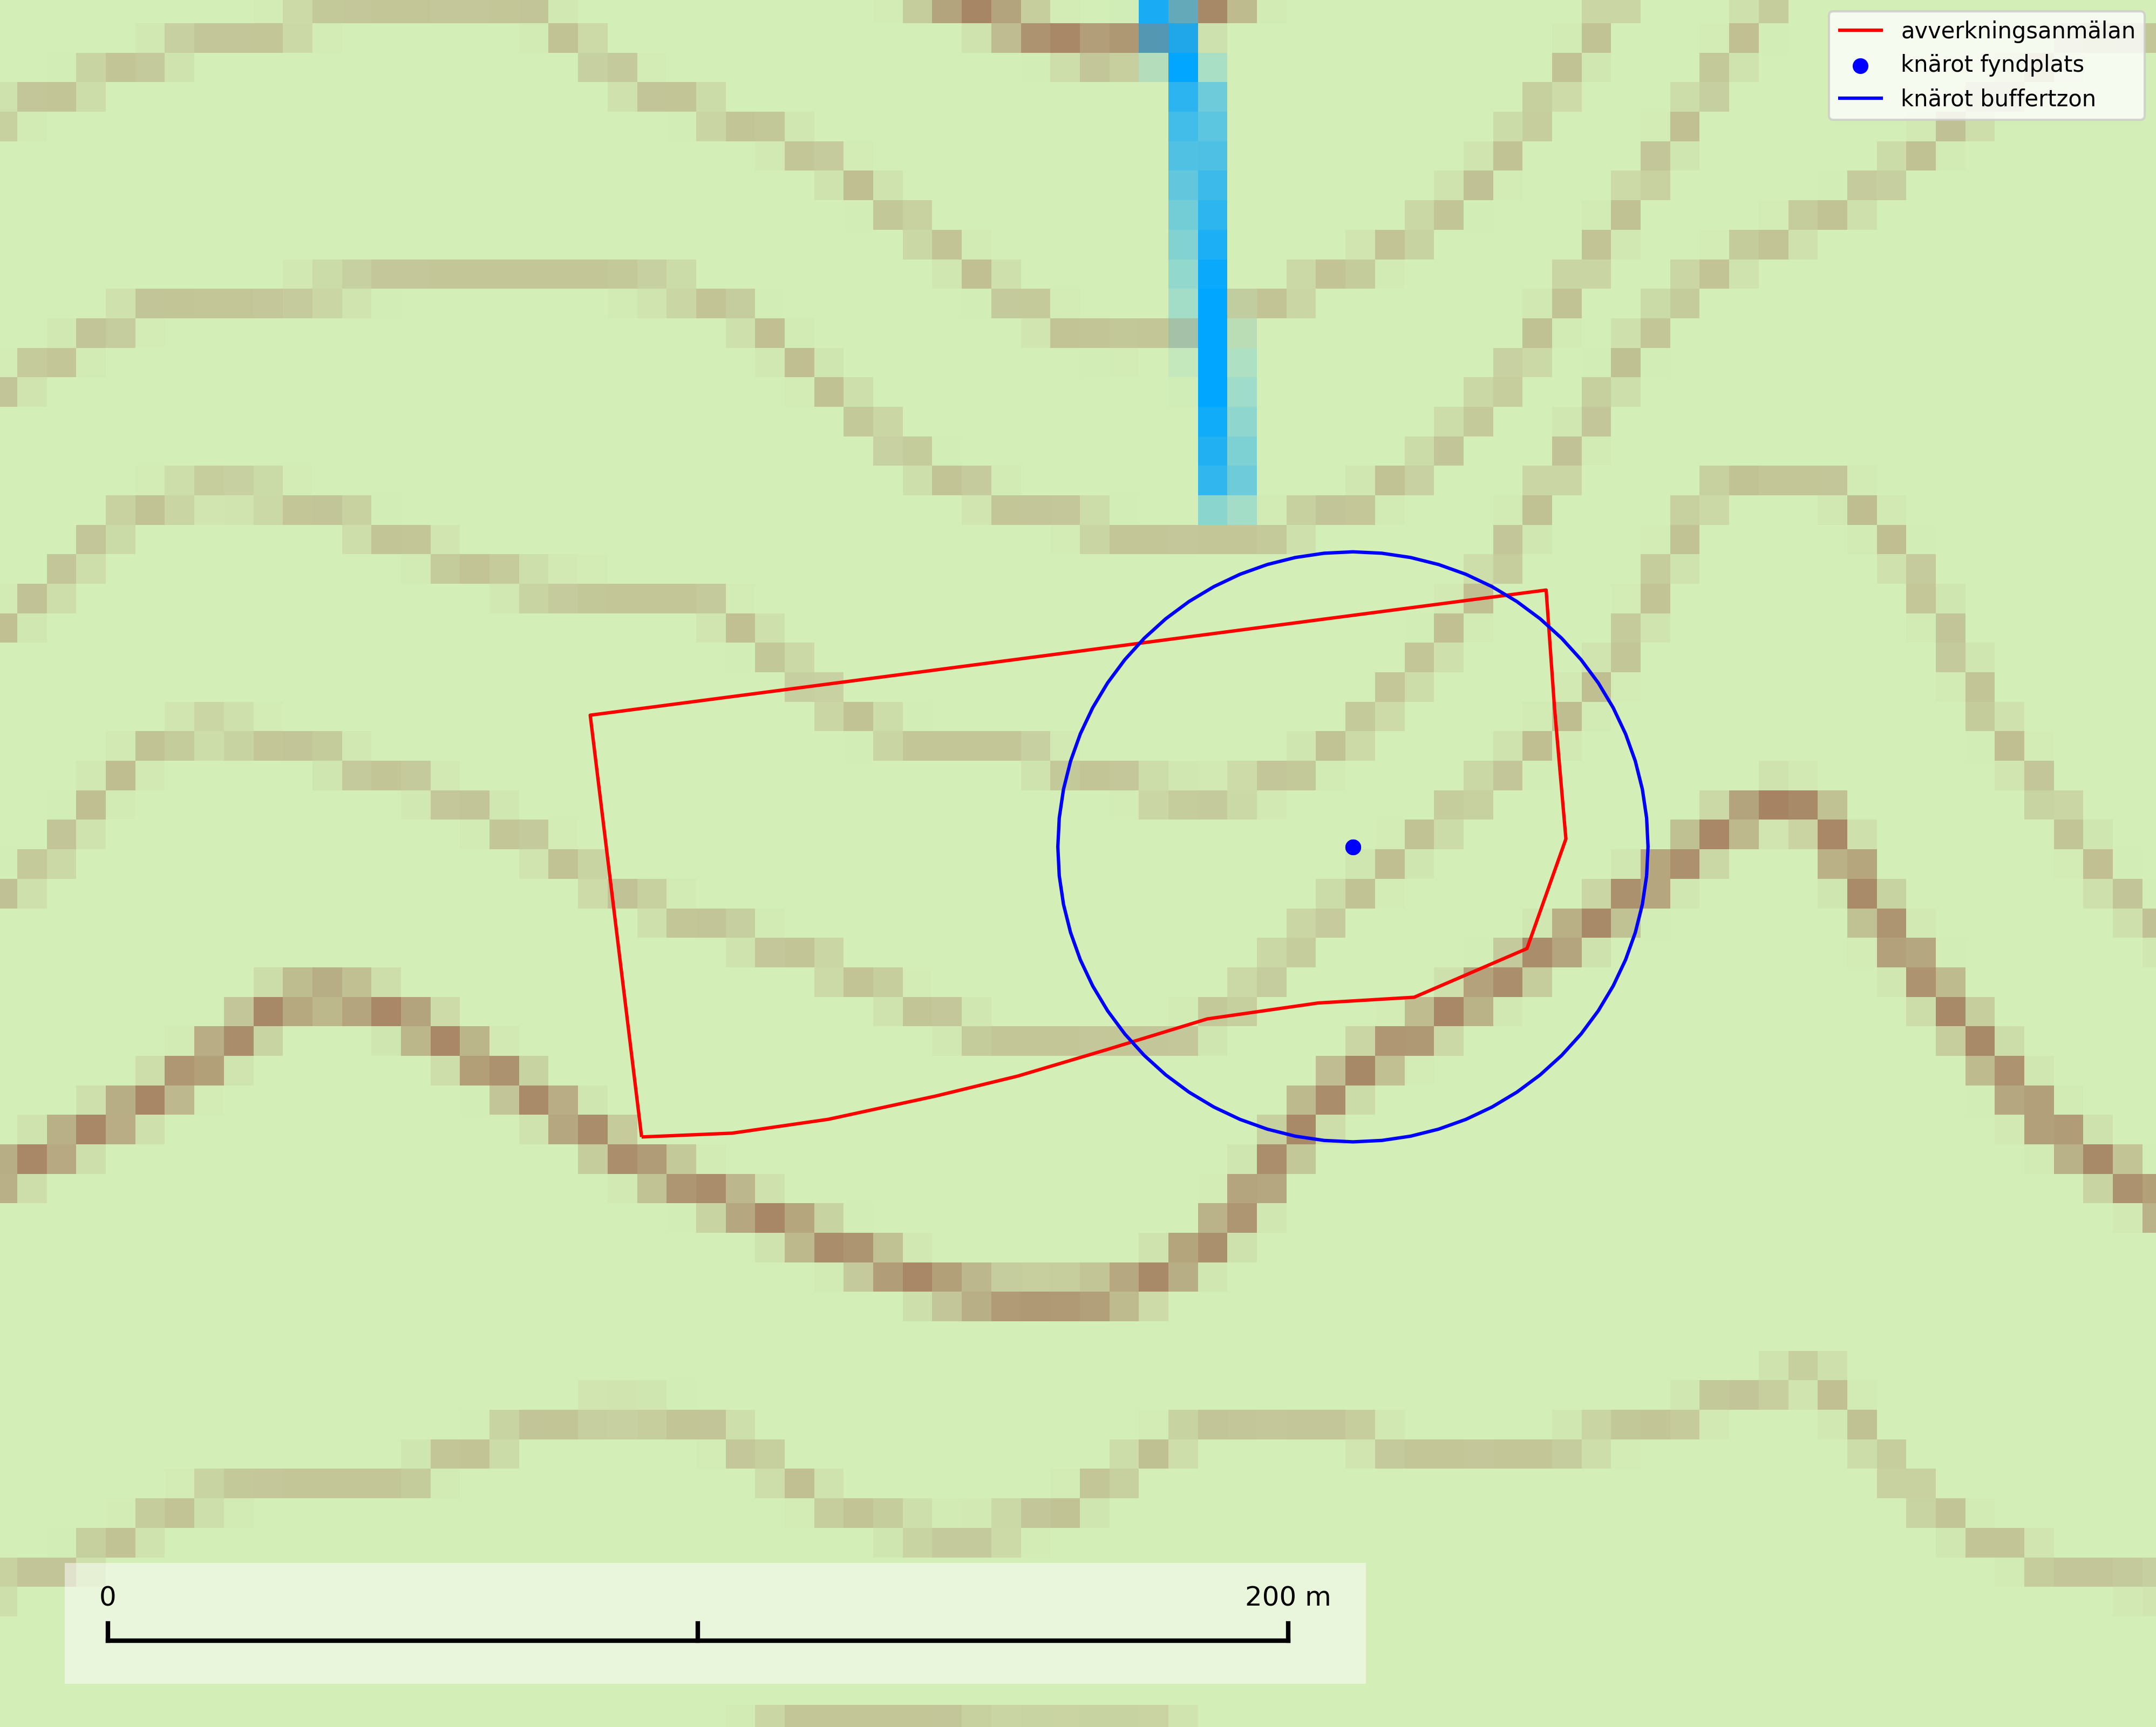 avverkningsanmälan
knärot fyndplats
knärot buffertzon
0
200 m